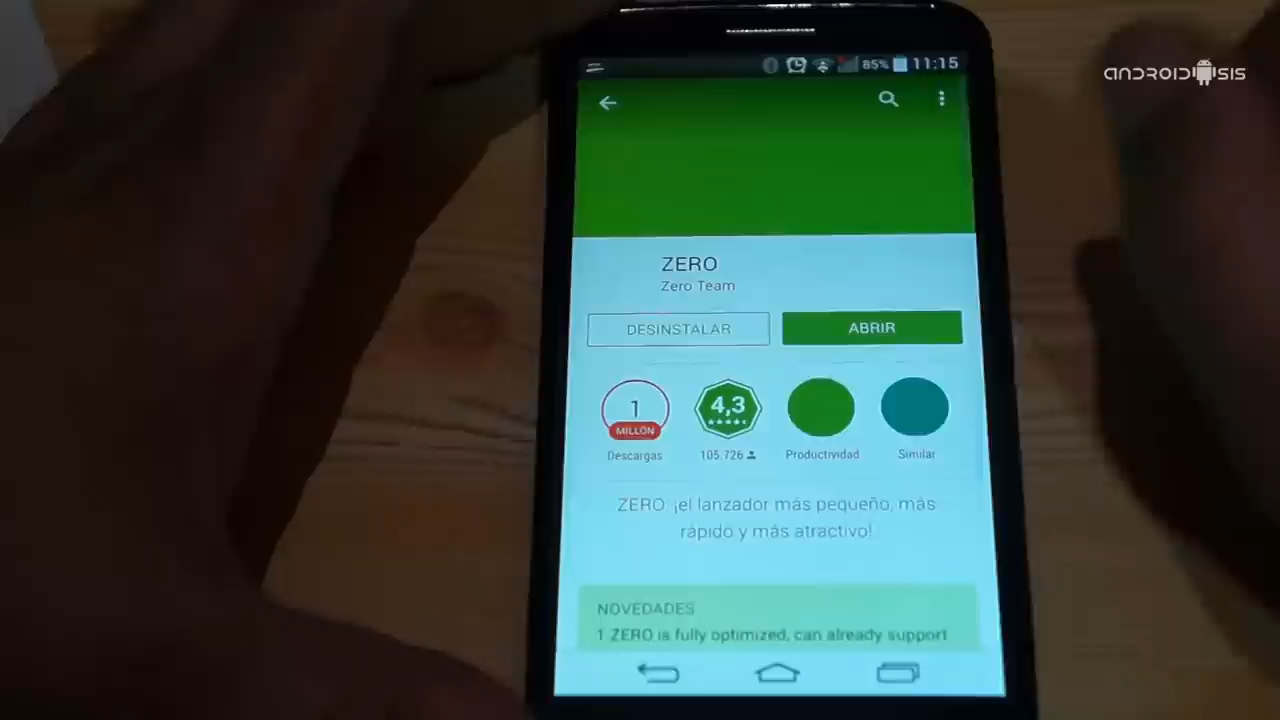 85% 11:15
ANDROIDSIS
ZERO
Zero Team
DESINSTALAR
ABRIR
1
MILLÓN
4,3
Descargas
105.726
Productividad
Similar
ZERO: ¡el lanzador más pequeño, más
rápido y más atractivo!
NOVEDADES
1 ZERO is fully optimized, can already support